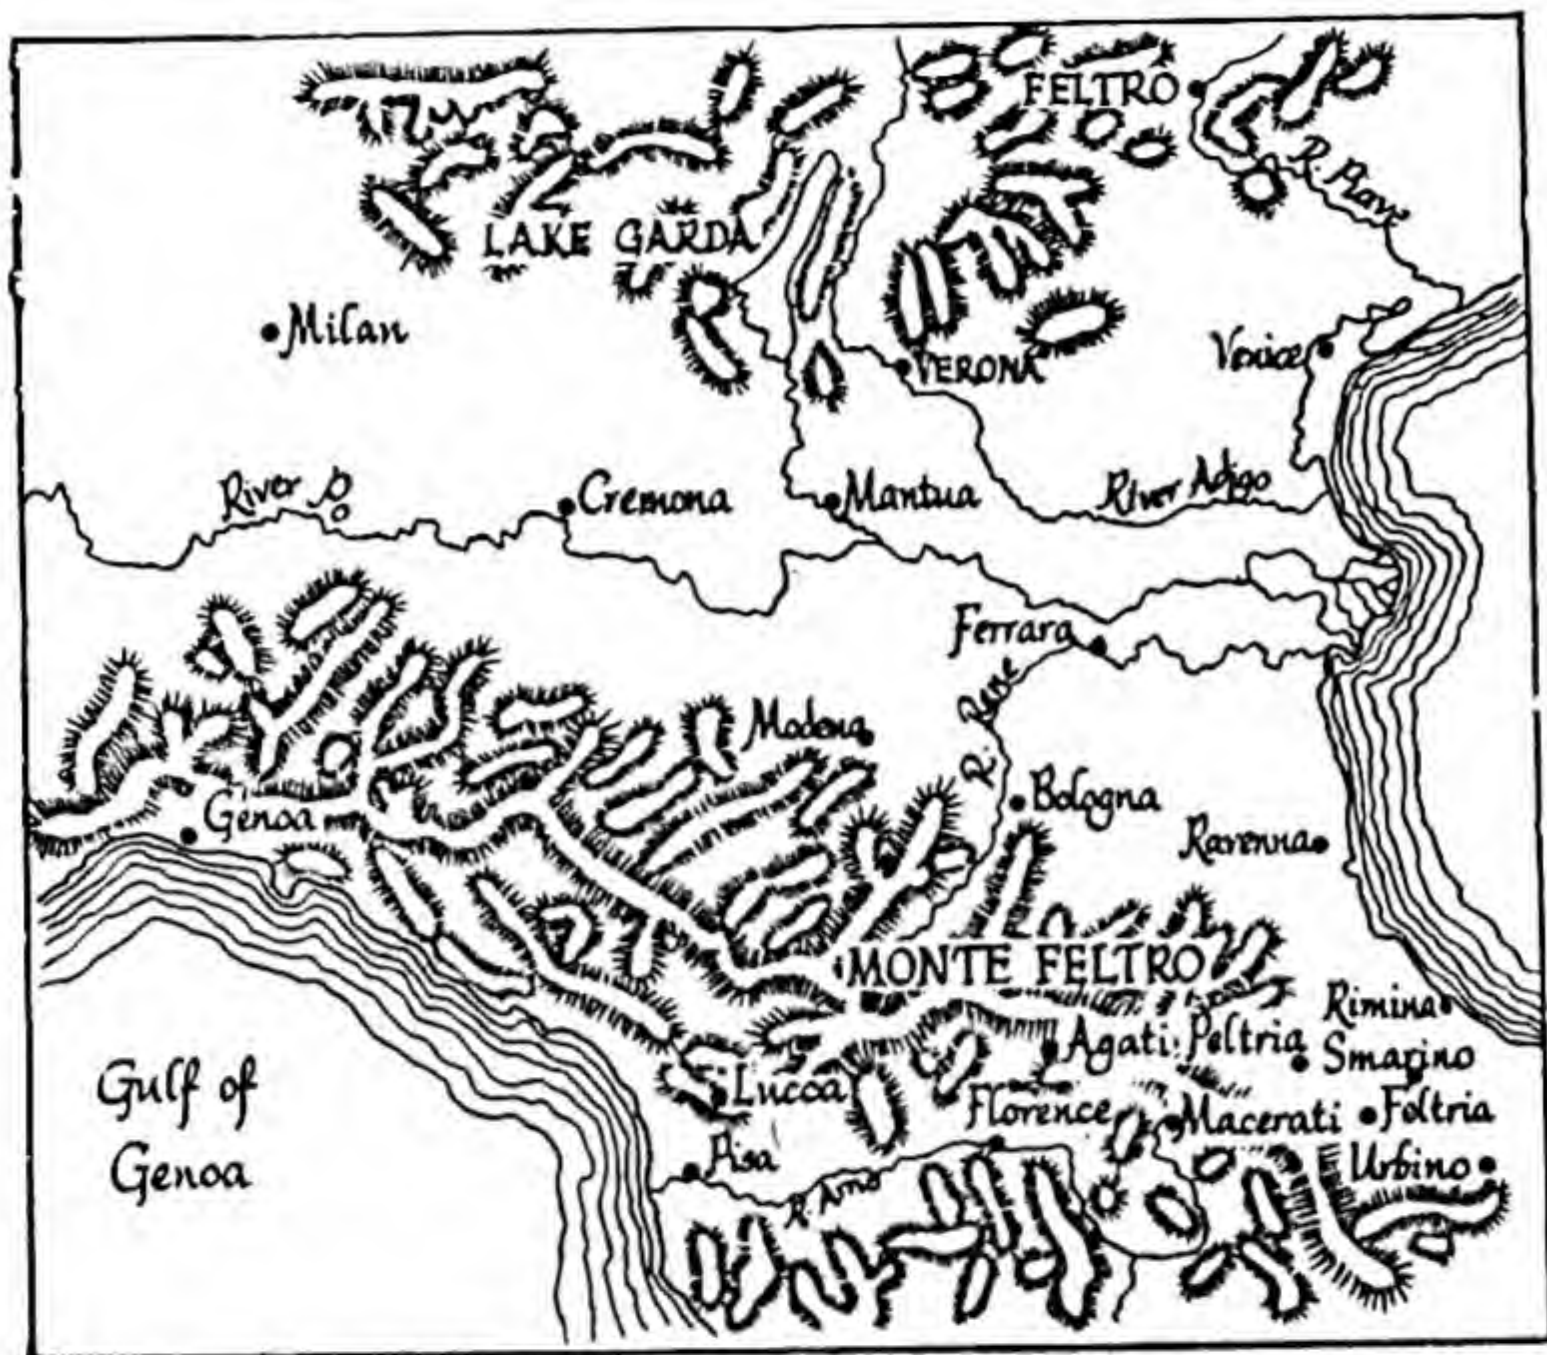 FELTRO
R. Piave
LAKE GARDA
Milan
Venice
VERONA
River Po
Cremona
Mantua
River Adigo
Ferrara
R. Rene
Modena
Bologna
Genoa
Ravenna
MONTE FELTRO
Rimina
Agati Peltria
Smarino
Gulf of
Genoa
Lucca
Florence
Macerati
Feltria
Pisa
Urbino
R. Arno